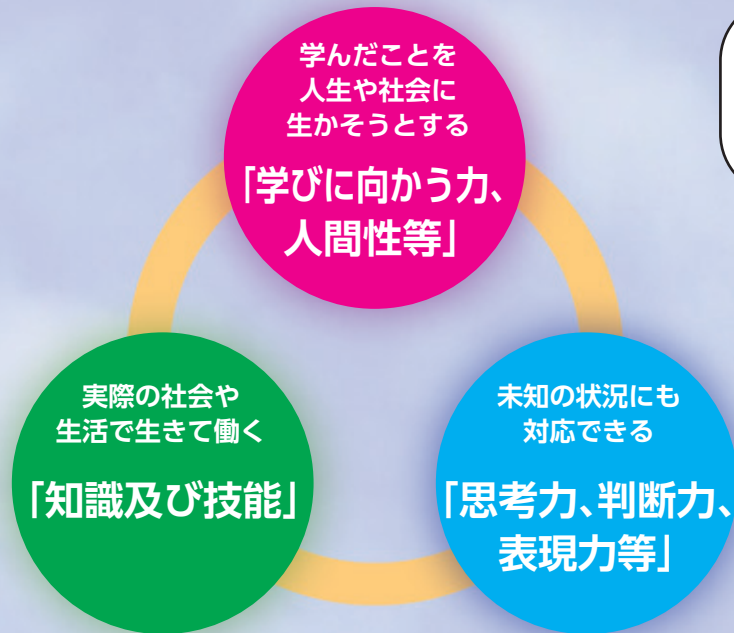 学んだことを
人生や社会に
生かそうとする
「学びに向かう力、
人間性等」
実際の社会や
生活で生きて働く
「知識及び技能」
未知の状況にも
対応できる
「思考力、判断力、
表現力等」